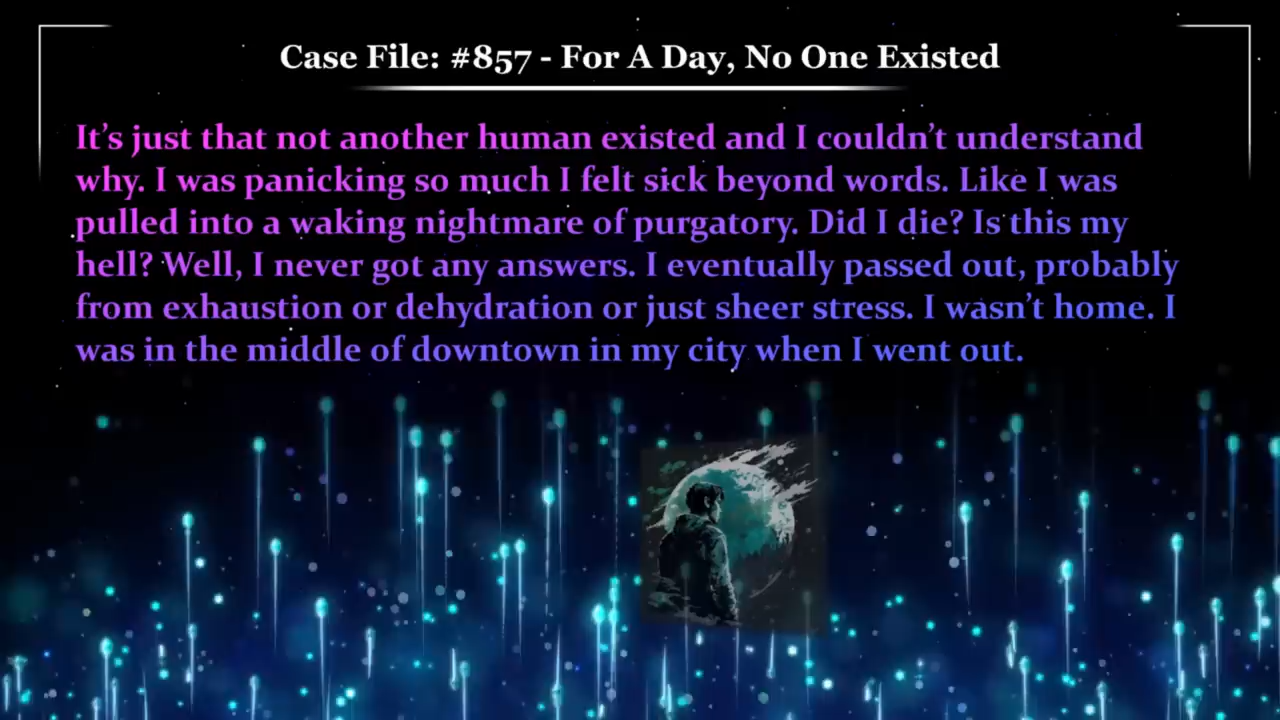 Case File: #857 - For A Day, No One Existed
It’s just that not another human existed and I couldn’t understand
why. I was panicking so much I felt sick beyond words. Like I was
pulled into a waking nightmare of purgatory. Did I die? Is this my
hell? Well, I never got any answers. I eventually passed out, probably
from exhaustion or dehydration or just sheer stress. I wasn’t home. I
was in the middle of downtown in my city when I went out.